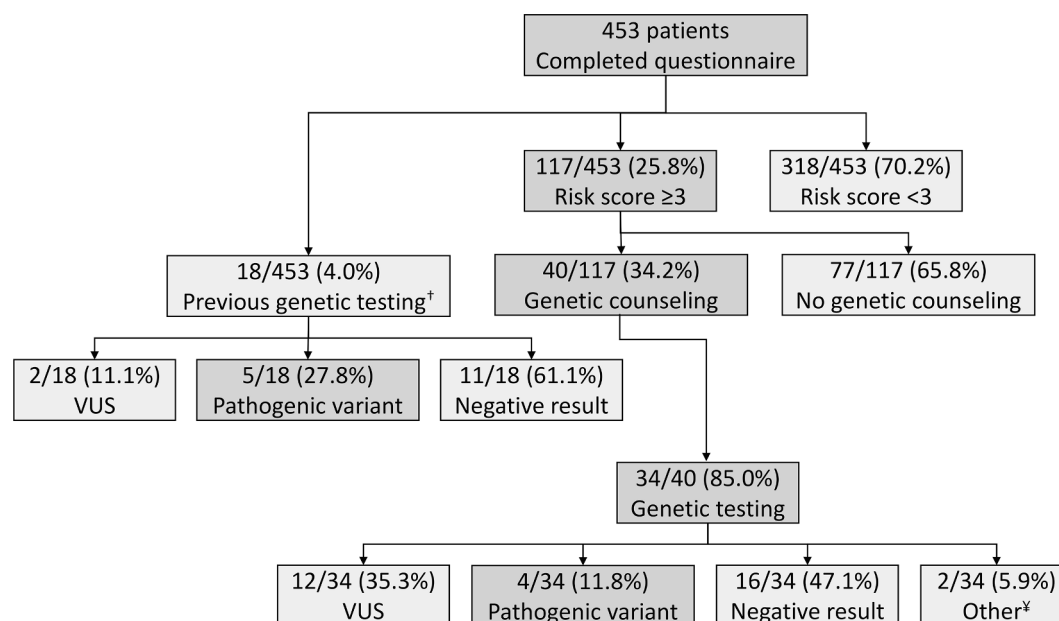 453 patients
Completed questionnaire
117/453 (25.8%)
Risk score ≥3
318/453 (70.2%)
Risk score <3
18/453 (4.0%)
Previous genetic testing†
40/117 (34.2%)
Genetic counseling
77/117 (65.8%)
No genetic counseling
2/18 (11.1%)
VUS
5/18 (27.8%)
Pathogenic variant
11/18 (61.1%)
Negative result
34/40 (85.0%)
Genetic testing
12/34 (35.3%)
VUS
4/34 (11.8%)
Pathogenic variant
16/34 (47.1%)
Negative result
2/34 (5.9%)
Other¥